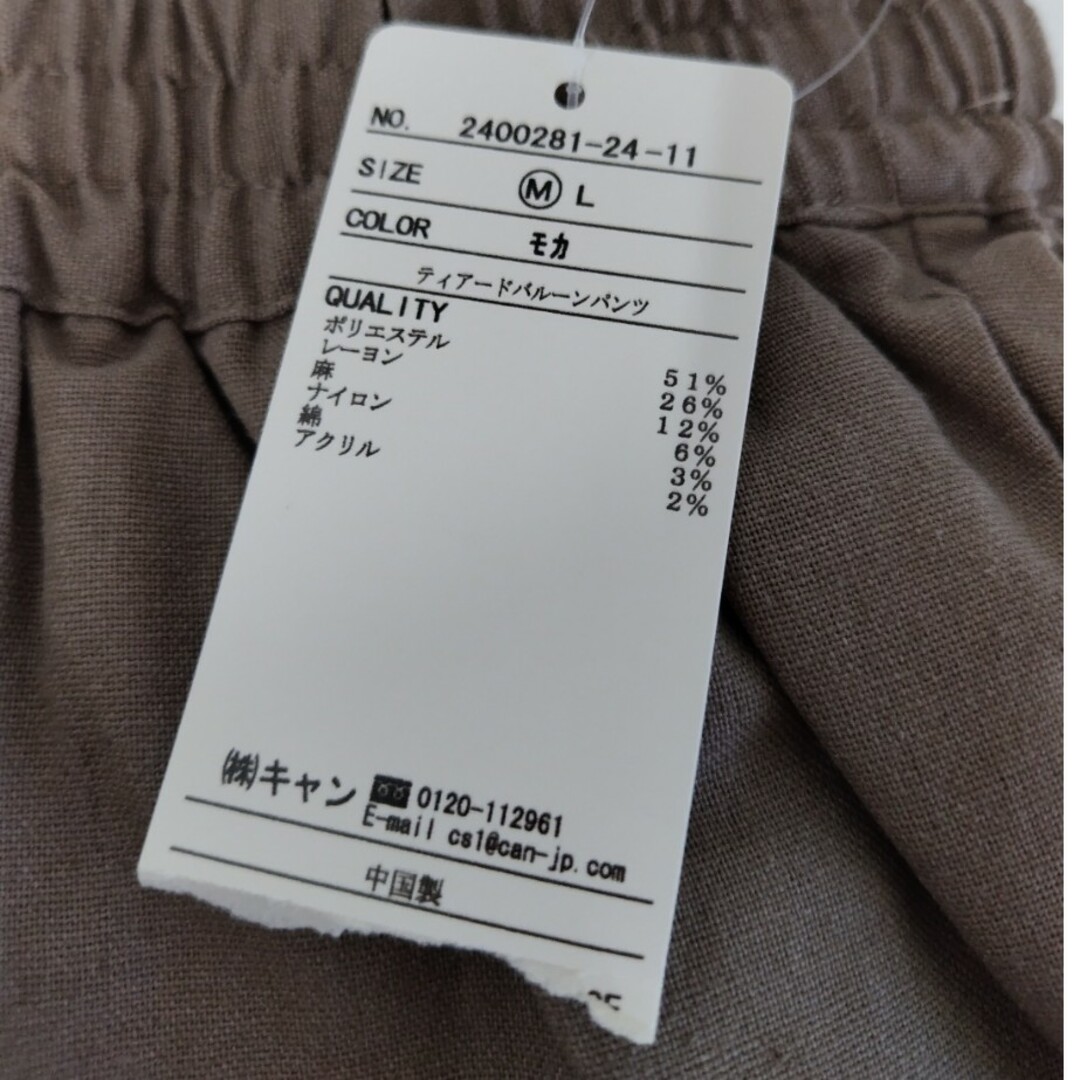 NO. 2400281-24-11
SIZE Ⓜ L
COLOR モカ
ティアードバルーンパンツ
QUALITY
ポリエステル 51%
レーヨン 26%
麻 12%
ナイロン 6%
綿 3%
アクリル 2%
㈱キャン 0120-112961
E-mail cs1@can-jp.com
中国製